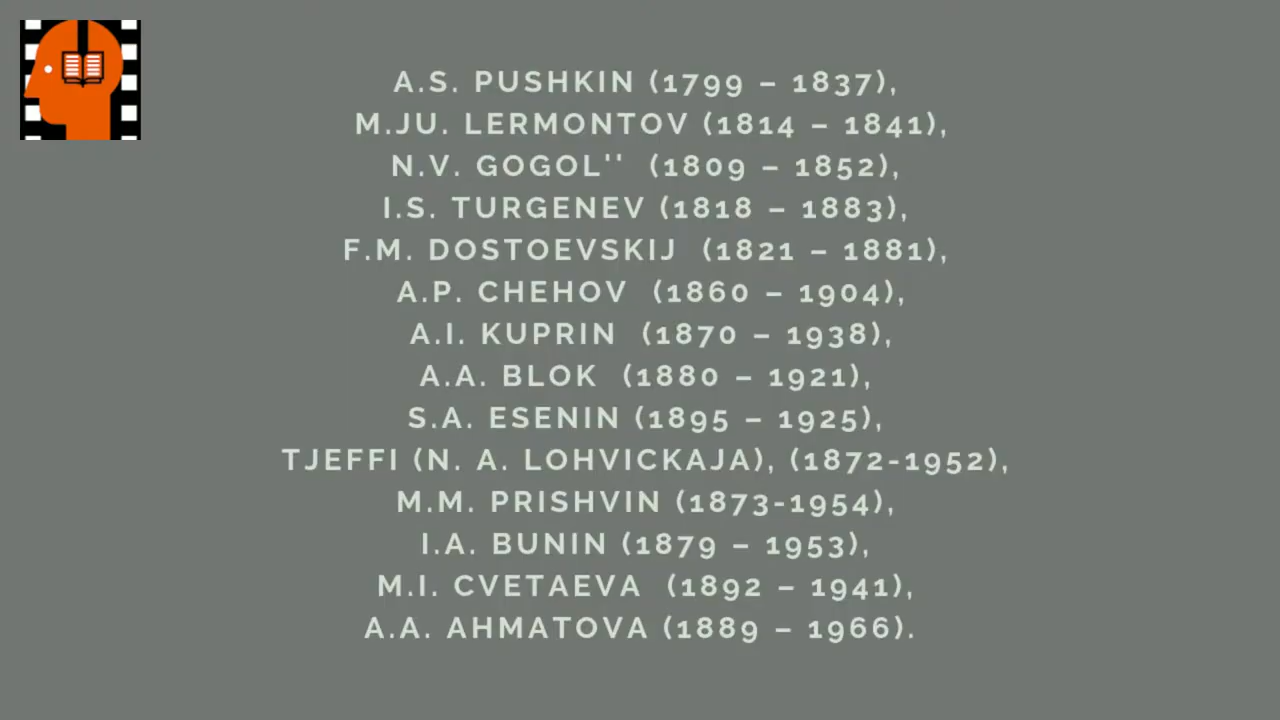 A.S. PUSHKIN (1799 – 1837),
M.JU. LERMONTOV (1814 – 1841),
N.V. GOGOL'' (1809 – 1852),
I.S. TURGENEV (1818 – 1883),
F.M. DOSTOEVSKIJ (1821 – 1881),
A.P. CHEHOV (1860 – 1904),
A.I. KUPRIN (1870 – 1938),
A.A. BLOK (1880 – 1921),
S.A. ESENIN (1895 – 1925),
TJEFFI (N. A. LOHVICKAJA), (1872-1952),
M.M. PRISHVIN (1873-1954),
I.A. BUNIN (1879 – 1953),
M.I. CVETAEVA (1892 – 1941),
A.A. AHMATOVA (1889 – 1966).